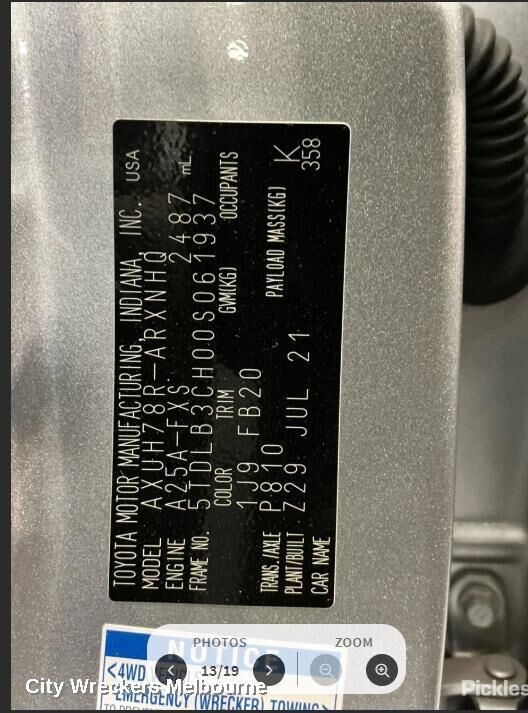 TOYOTA MOTOR MANUFACTURING, INDIANA, INC. USA
MODEL AXUH78R-ARXNHQ
ENGINE A25A-FXS 2487 mL
FRAME NO. 5TDLB3CH00S061937
COLOR TRIM GVM(KG) OCCUPANTS
1J9 FB20
TRANS./AXLE P810 PAYLOAD MASS(KG) K
PLANT/BUILT Z29 JUL 21 358
CAR NAME
NOTICE
<4WD
EMERGENCY (WRECKER) TOWING>
PHOTOS ZOOM
13/19
City Wreckers Melbourne
Pickles